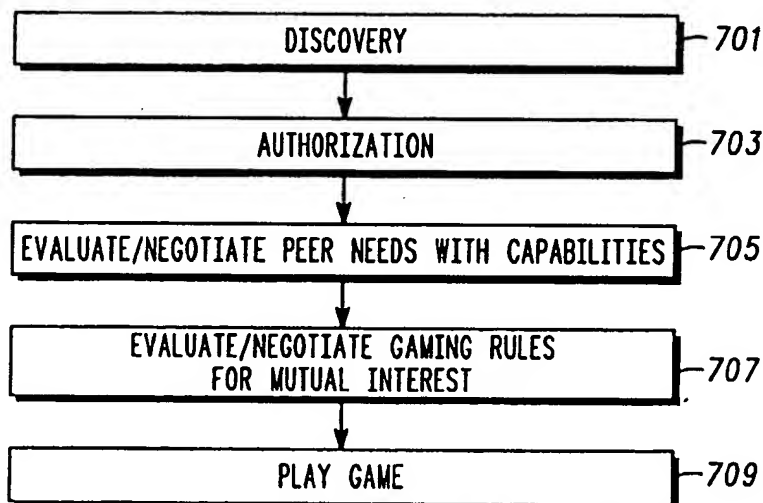 DISCOVERY 701
AUTHORIZATION 703
EVALUATE/NEGOTIATE PEER NEEDS WITH CAPABILITIES 705
EVALUATE/NEGOTIATE GAMING RULES
FOR MUTUAL INTEREST 707
PLAY GAME 709